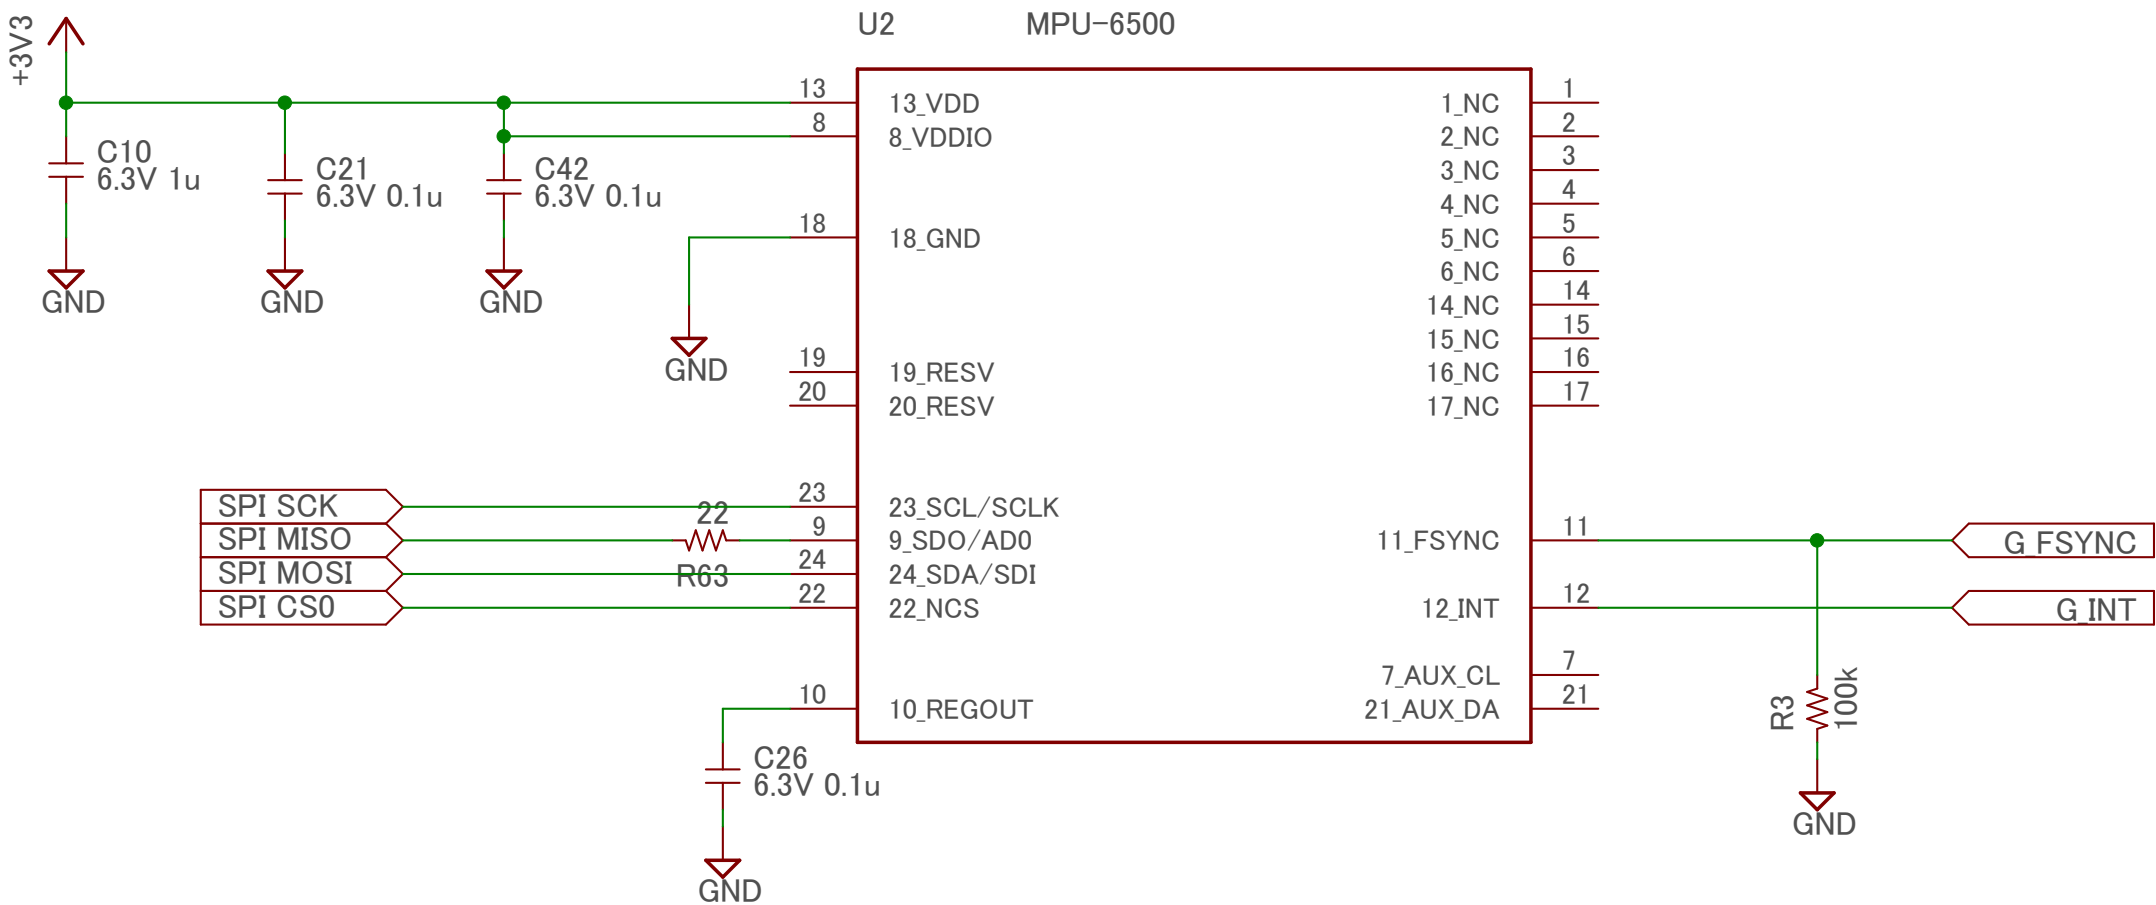 U2 MPU-6500
+3V3
13 13_VDD
8 8_VDDIO
C10
6.3V 1u
C21
6.3V 0.1u
C42
6.3V 0.1u
GND
GND
GND
18 18_GND
GND
19 19_RESV
20 20_RESV
SPI SCK
23 23_SCL/SCLK
SPI MISO
22
R63
9 9_SDO/AD0
SPI MOSI
24 24_SDA/SDI
SPI CS0
22 22_NCS
10 10_REGOUT
C26
6.3V 0.1u
GND
1_NC 1
2_NC 2
3_NC 3
4_NC 4
5_NC 5
6_NC 6
14_NC 14
15_NC 15
16_NC 16
17_NC 17
11_FSYNC 11
G_FSYNC
12_INT 12
G_INT
7_AUX_CL 7
21_AUX_DA 21
R3
100k
GND